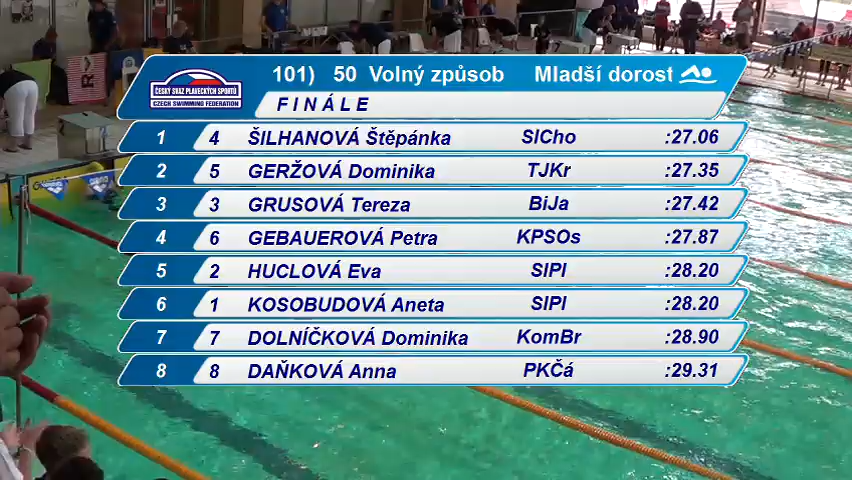 101) 50 Volný způsob Mladší dorost
ČESKÝ SVAZ PLAVECKÝCH SPORTŮ
CZECH SWIMMING FEDERATION
FINÁLE
1 4 ŠILHANOVÁ Štěpánka SlCho :27.06
2 5 GERŽOVÁ Dominika TJKr :27.35
3 3 GRUSOVÁ Tereza BiJa :27.42
4 6 GEBAUEROVÁ Petra KPSOs :27.87
5 2 HUCLOVÁ Eva SlPl :28.20
6 1 KOSOBUDOVÁ Aneta SlPl :28.20
7 7 DOLNÍČKOVÁ Dominika KomBr :28.90
8 8 DAŇKOVÁ Anna PKČá :29.31